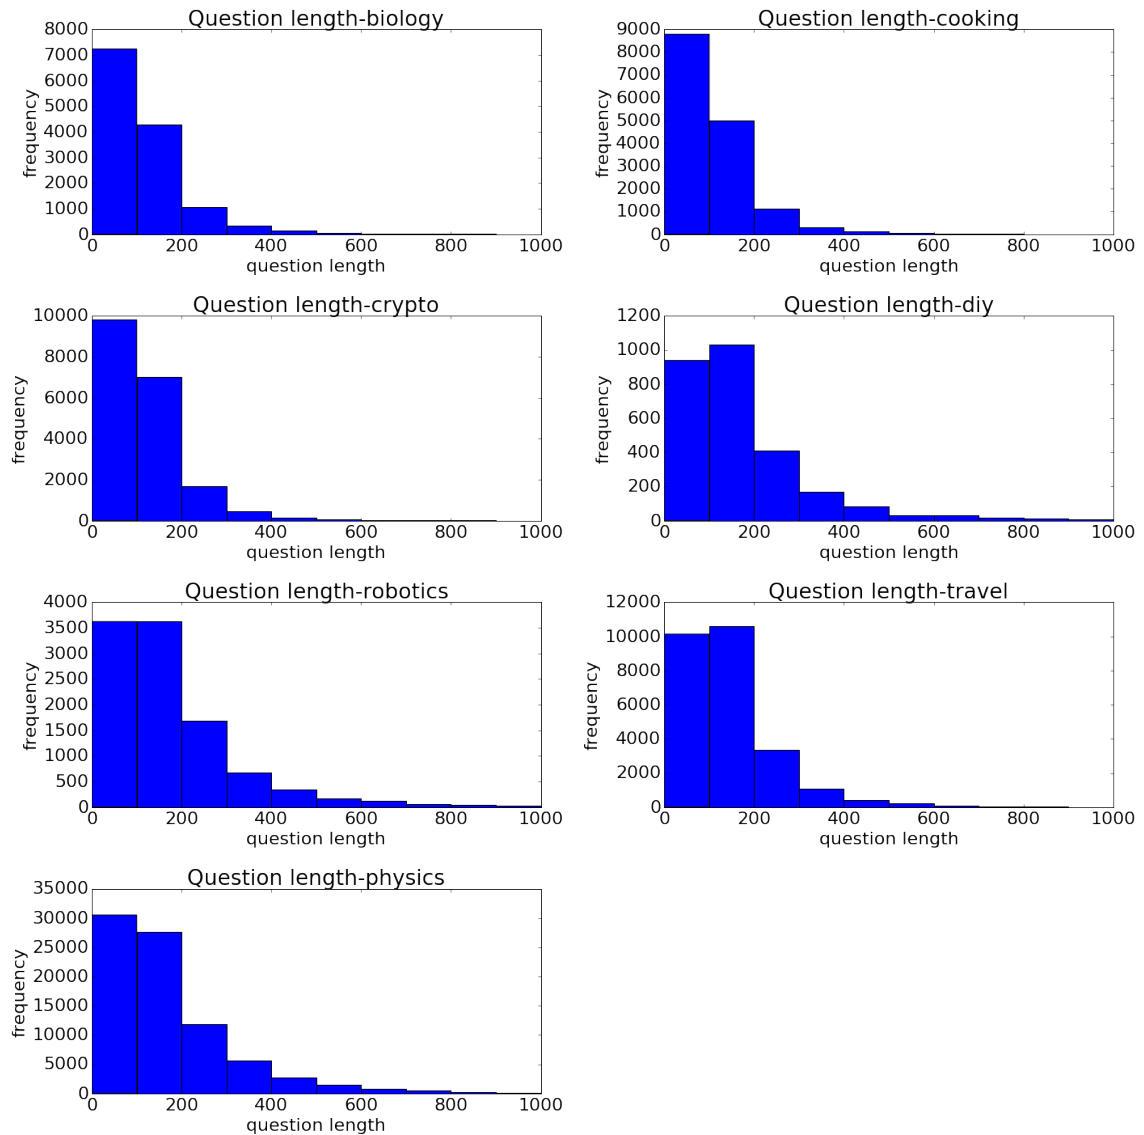 Question length-biology
8000
7000
6000
5000
4000
3000
2000
1000
0
frequency
0 200 400 600 800 1000
question length
Question length-cooking
9000
8000
7000
6000
5000
4000
3000
2000
1000
0
frequency
0 200 400 600 800 1000
question length
Question length-crypto
10000
8000
6000
4000
2000
0
frequency
0 200 400 600 800 1000
question length
Question length-diy
1200
1000
800
600
400
200
0
frequency
0 200 400 600 800 1000
question length
Question length-robotics
4000
3500
3000
2500
2000
1500
1000
500
0
frequency
0 200 400 600 800 1000
question length
Question length-travel
12000
10000
8000
6000
4000
2000
0
frequency
0 200 400 600 800 1000
question length
Question length-physics
35000
30000
25000
20000
15000
10000
5000
0
frequency
0 200 400 600 800 1000
question length